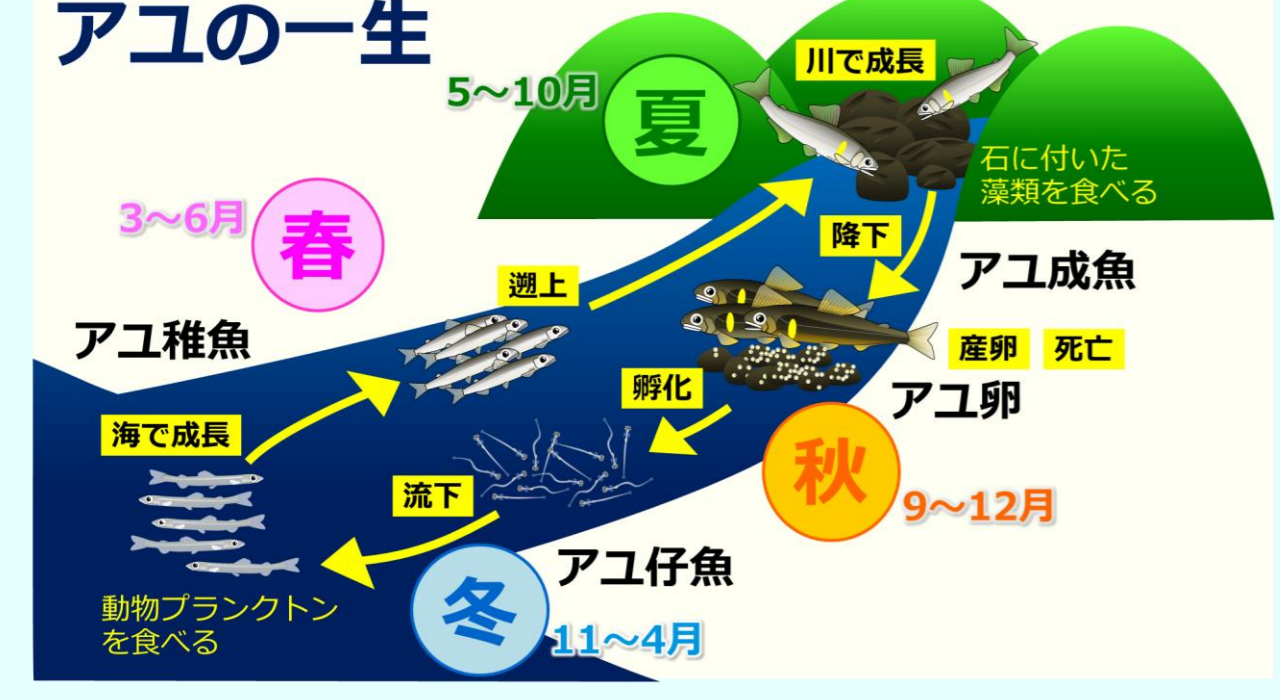 アユの一生
5～10月
夏
川で成長
石に付いた
藻類を食べる
3～6月
春
降下
遡上
アユ成魚
アユ稚魚
産卵 死亡
孵化
アユ卵
海で成長
秋
流下
9～12月
アユ仔魚
動物プランクトン
を食べる
冬
11～4月